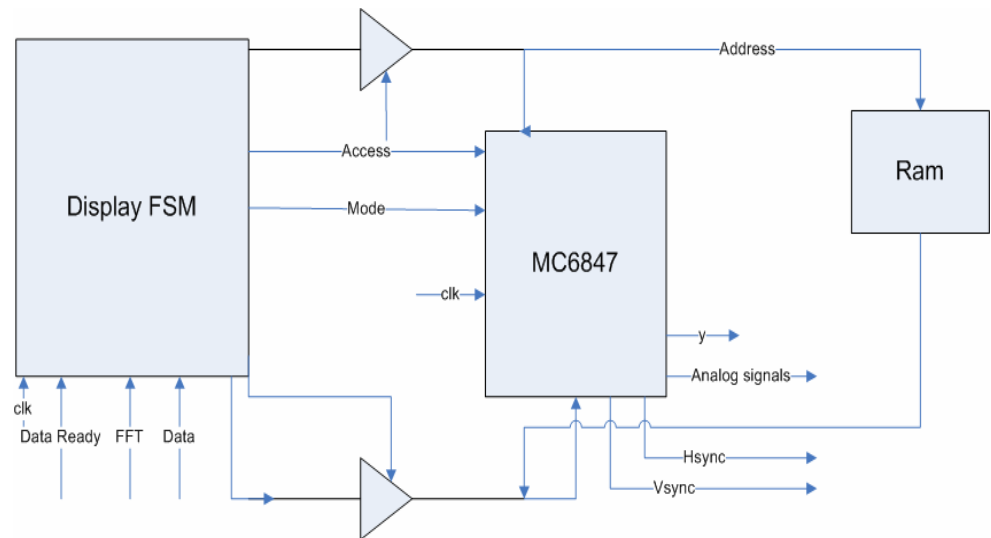 Address
Access
Ram
Display FSM
Mode
MC6847
clk
y
Analog signals
clk
Data Ready
FFT
Data
Hsync
Vsync